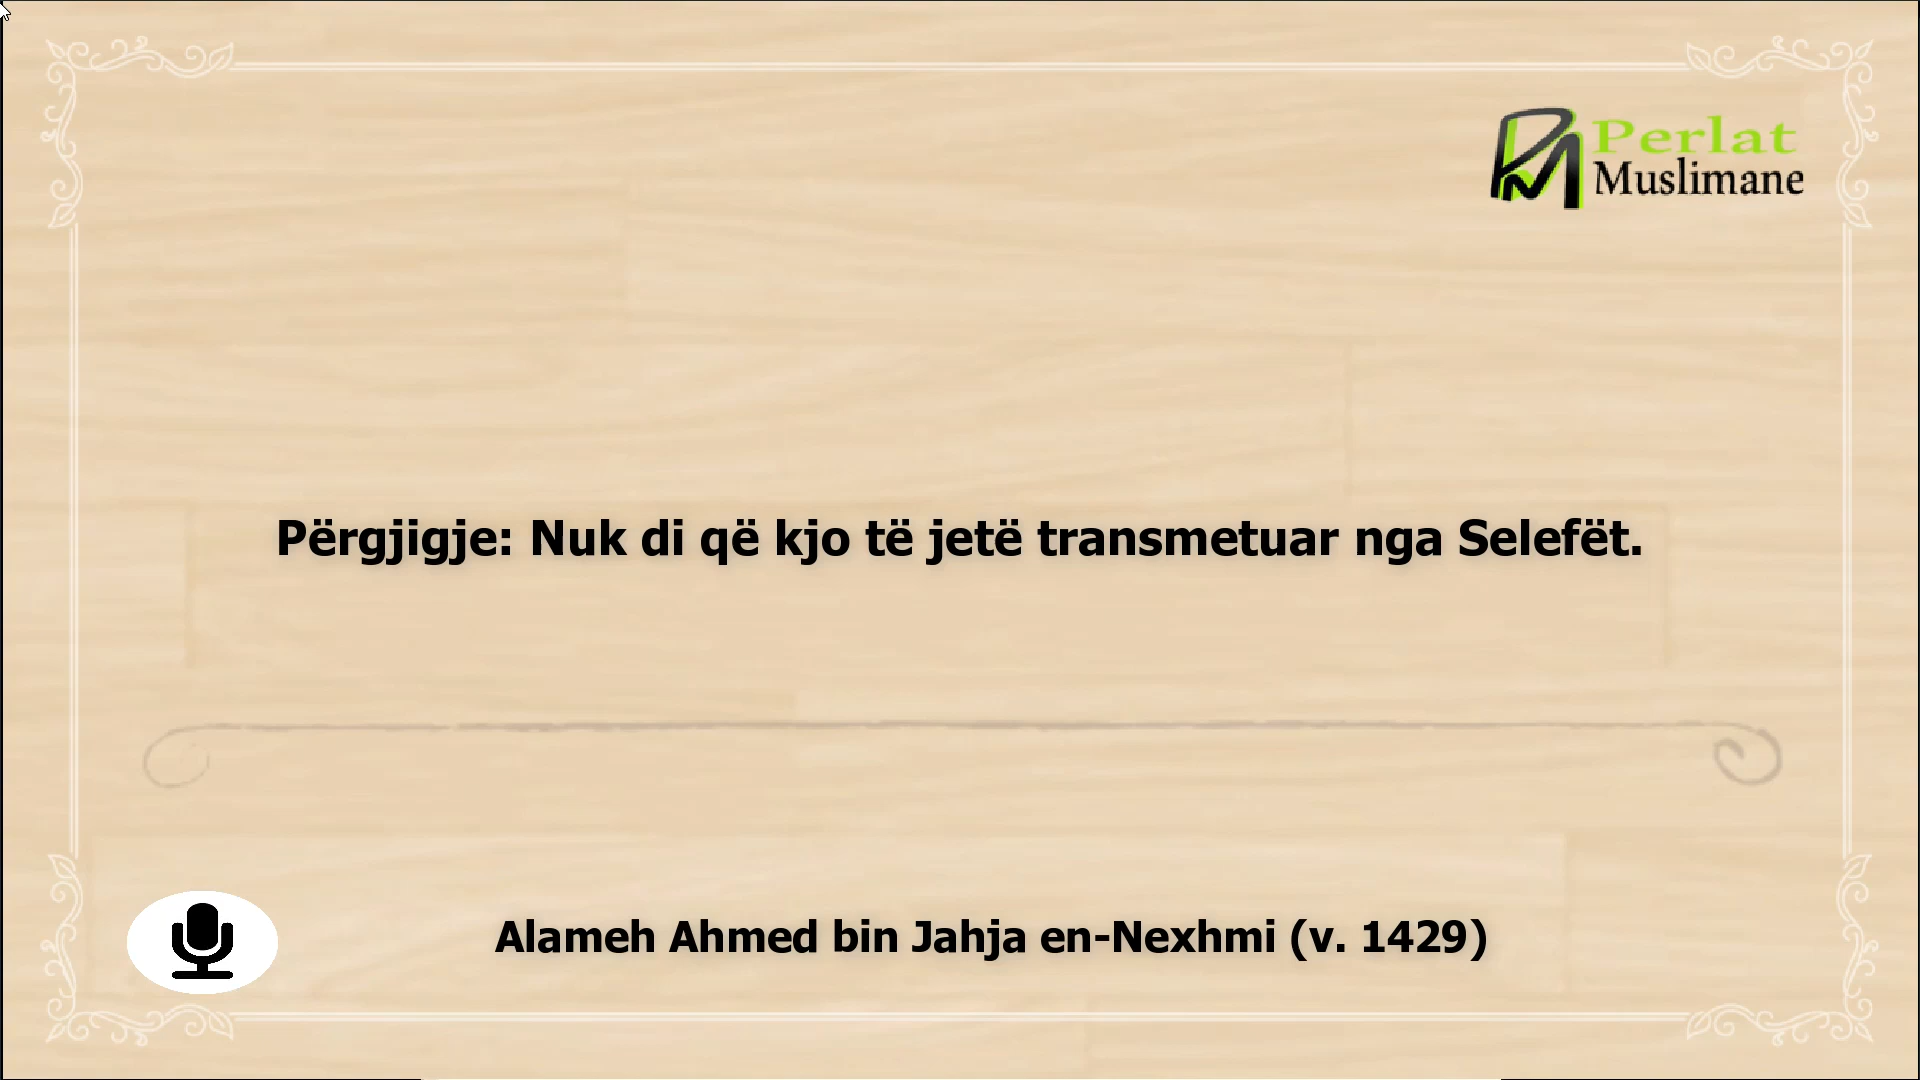 Perlat
Muslimane
Përgjigje: Nuk di që kjo të jetë transmetuar nga Selefët.
Alameh Ahmed bin Jahja en-Nexhmi (v. 1429)